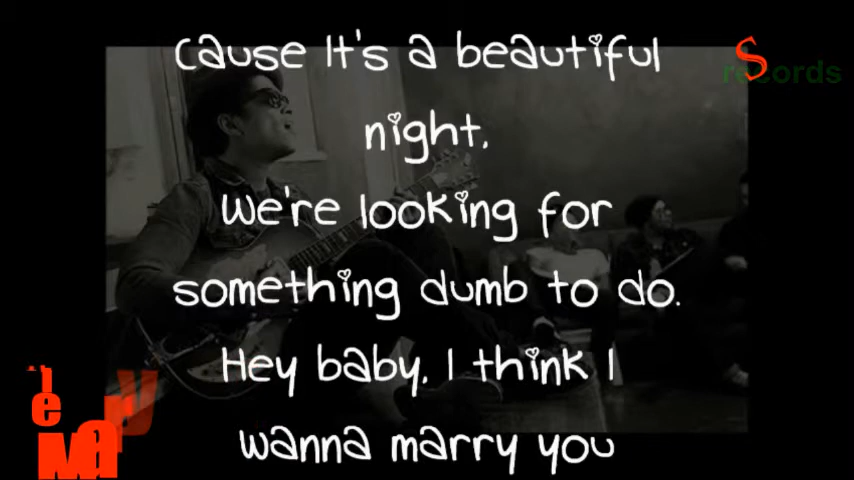 Cause It's a beautiful
night,
we're looking for
something dumb to do.
Hey baby, I think I
wanna marry you
records
S